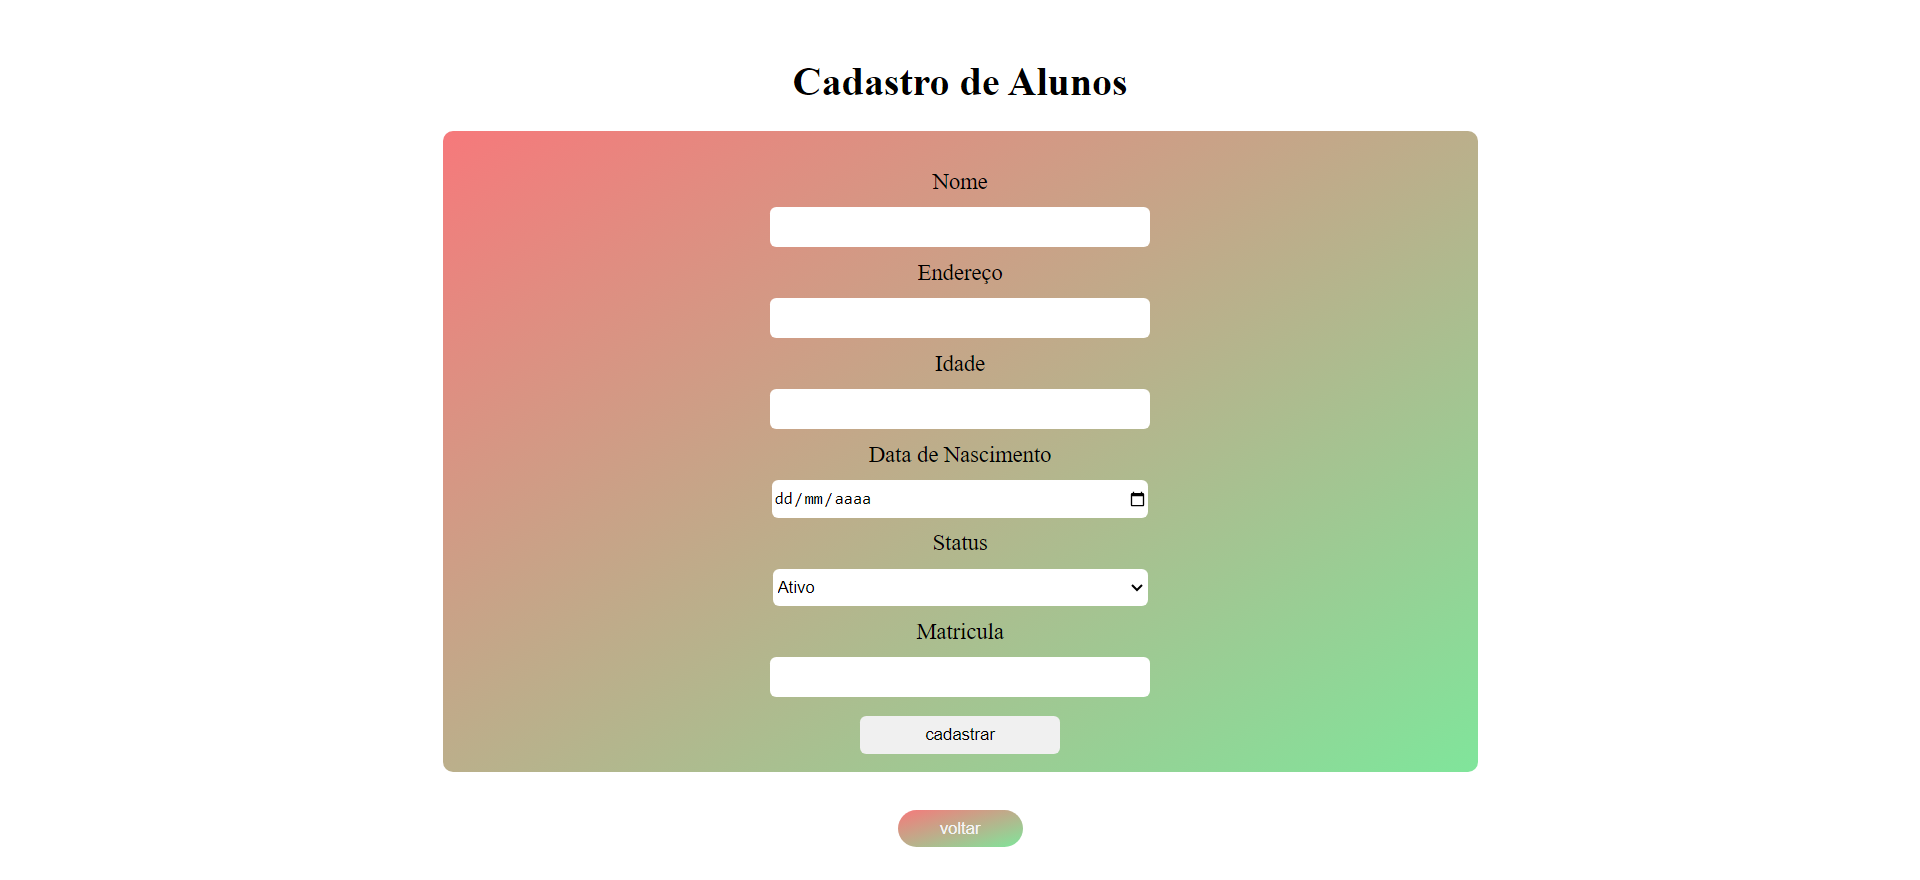 Cadastro de Alunos
Nome
Endereço
Idade
Data de Nascimento
dd/mm/aaaa
Status
Ativo
Matricula
cadastrar
voltar